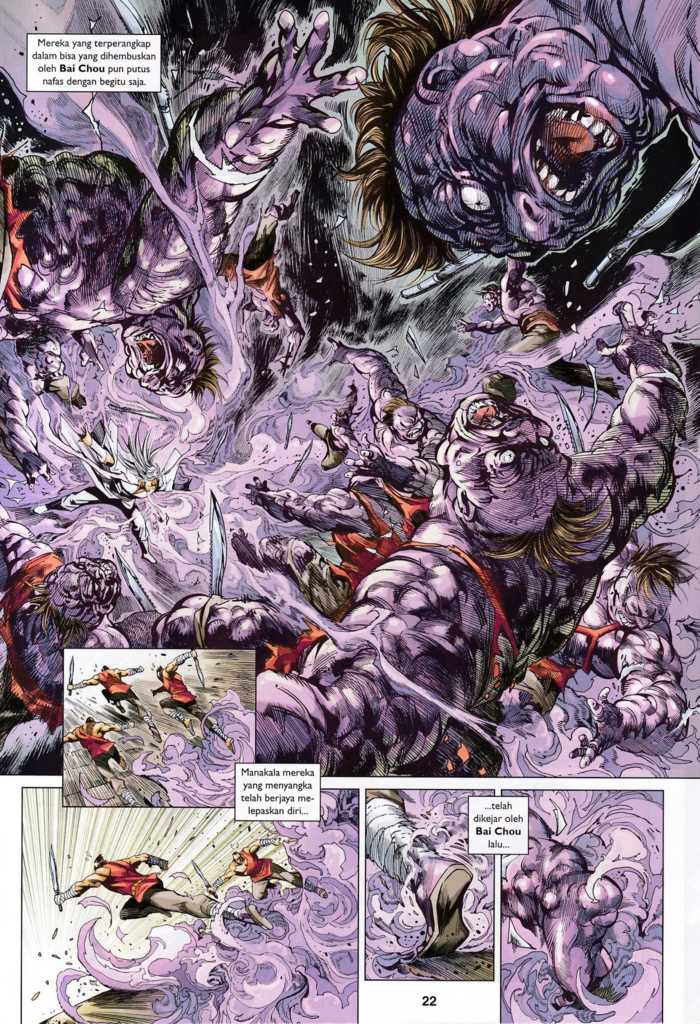 Mereka yang terperangkap
dalam bisa yang dihembuskan
oleh Bai Chou pun putus
nafas dengan begitu saja.
Manakala mereka
yang menyangka
telah berjaya me-
lepaskan diri...
...telah
dikejar oleh
Bai Chou
lalu...
22